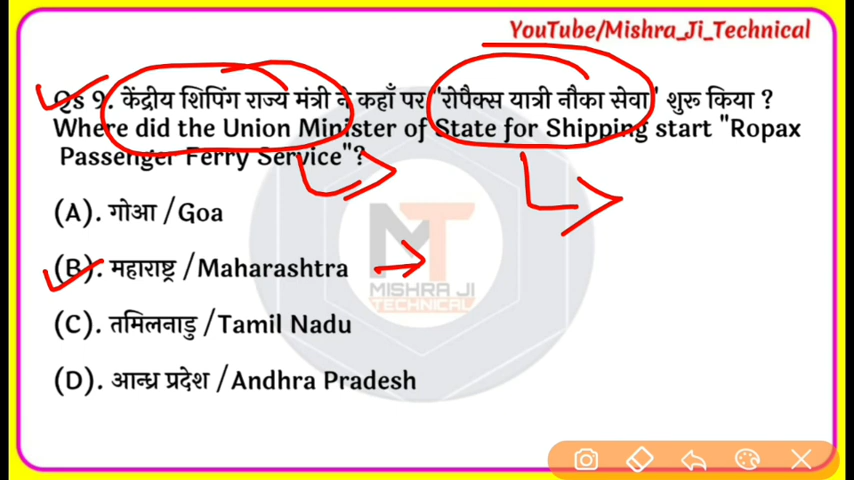 YouTube/Mishra_Ji_Technical
Qs 9. केंद्रीय शिपिंग राज्य मंत्री ने कहाँ पर "रोपैक्स यात्री नौका सेवा" शुरू किया ?
Where did the Union Minister of State for Shipping start "Ropax
Passenger Ferry Service"?
(A). गोआ / Goa
(B). महाराष्ट्र / Maharashtra
(C). तमिलनाडु / Tamil Nadu
(D). आन्ध्र प्रदेश / Andhra Pradesh
MT
MISHRA JI
TECHNICAL